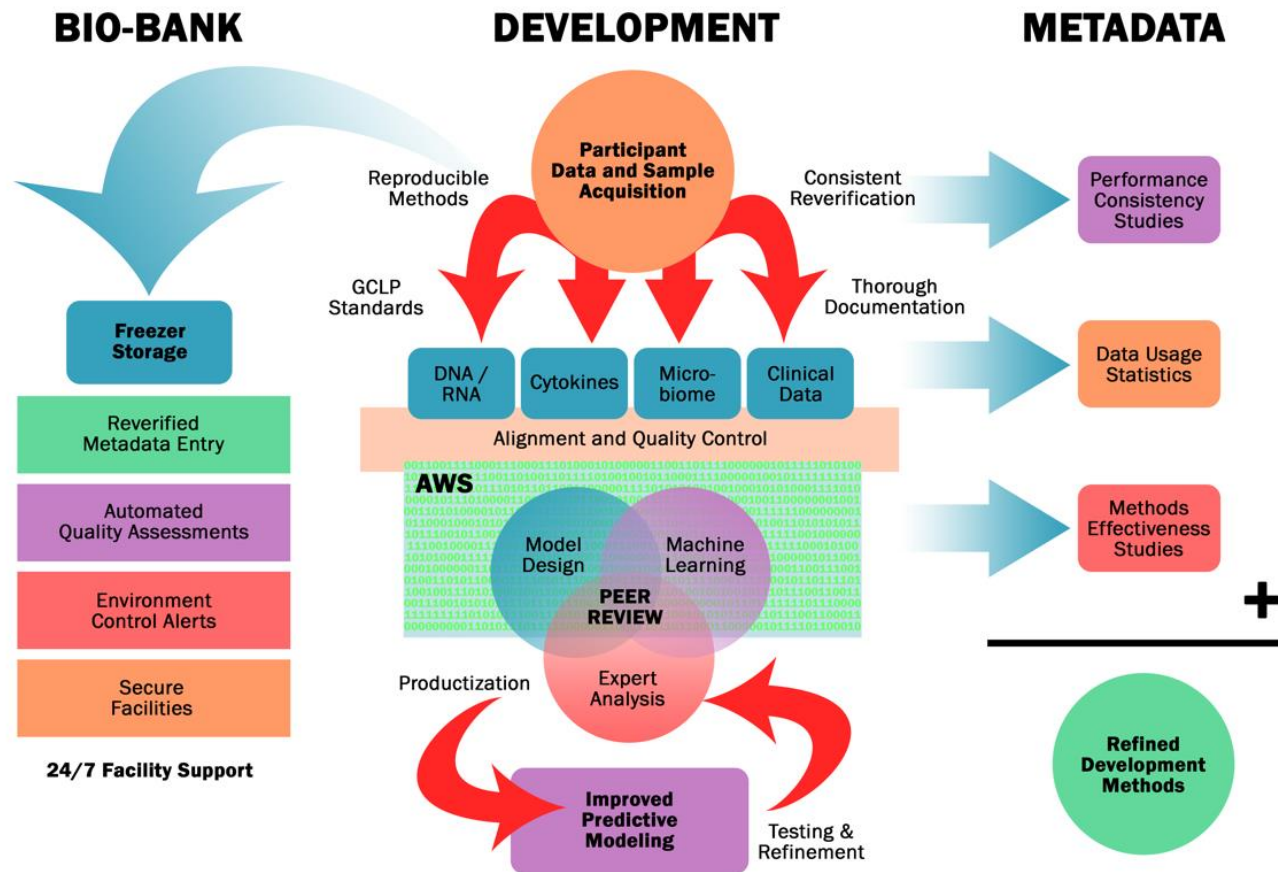 BIO-BANK
DEVELOPMENT
METADATA
Participant
Data and Sample
Acquisition
Reproducible
Methods
Consistent
Reverification
GCLP
Standards
Thorough
Documentation
Freezer
Storage
Reverified
Metadata Entry
Automated
Quality Assessments
Environment
Control Alerts
Secure
Facilities
24/7 Facility Support
DNA /
RNA
Cytokines
Micro-
biome
Clinical
Data
Alignment and Quality Control
AWS
Model
Design
Machine
Learning
PEER
REVIEW
Expert
Analysis
Productization
Improved
Predictive
Modeling
Testing &
Refinement
Performance
Consistency
Studies
Data Usage
Statistics
Methods
Effectiveness
Studies
+
Refined
Development
Methods